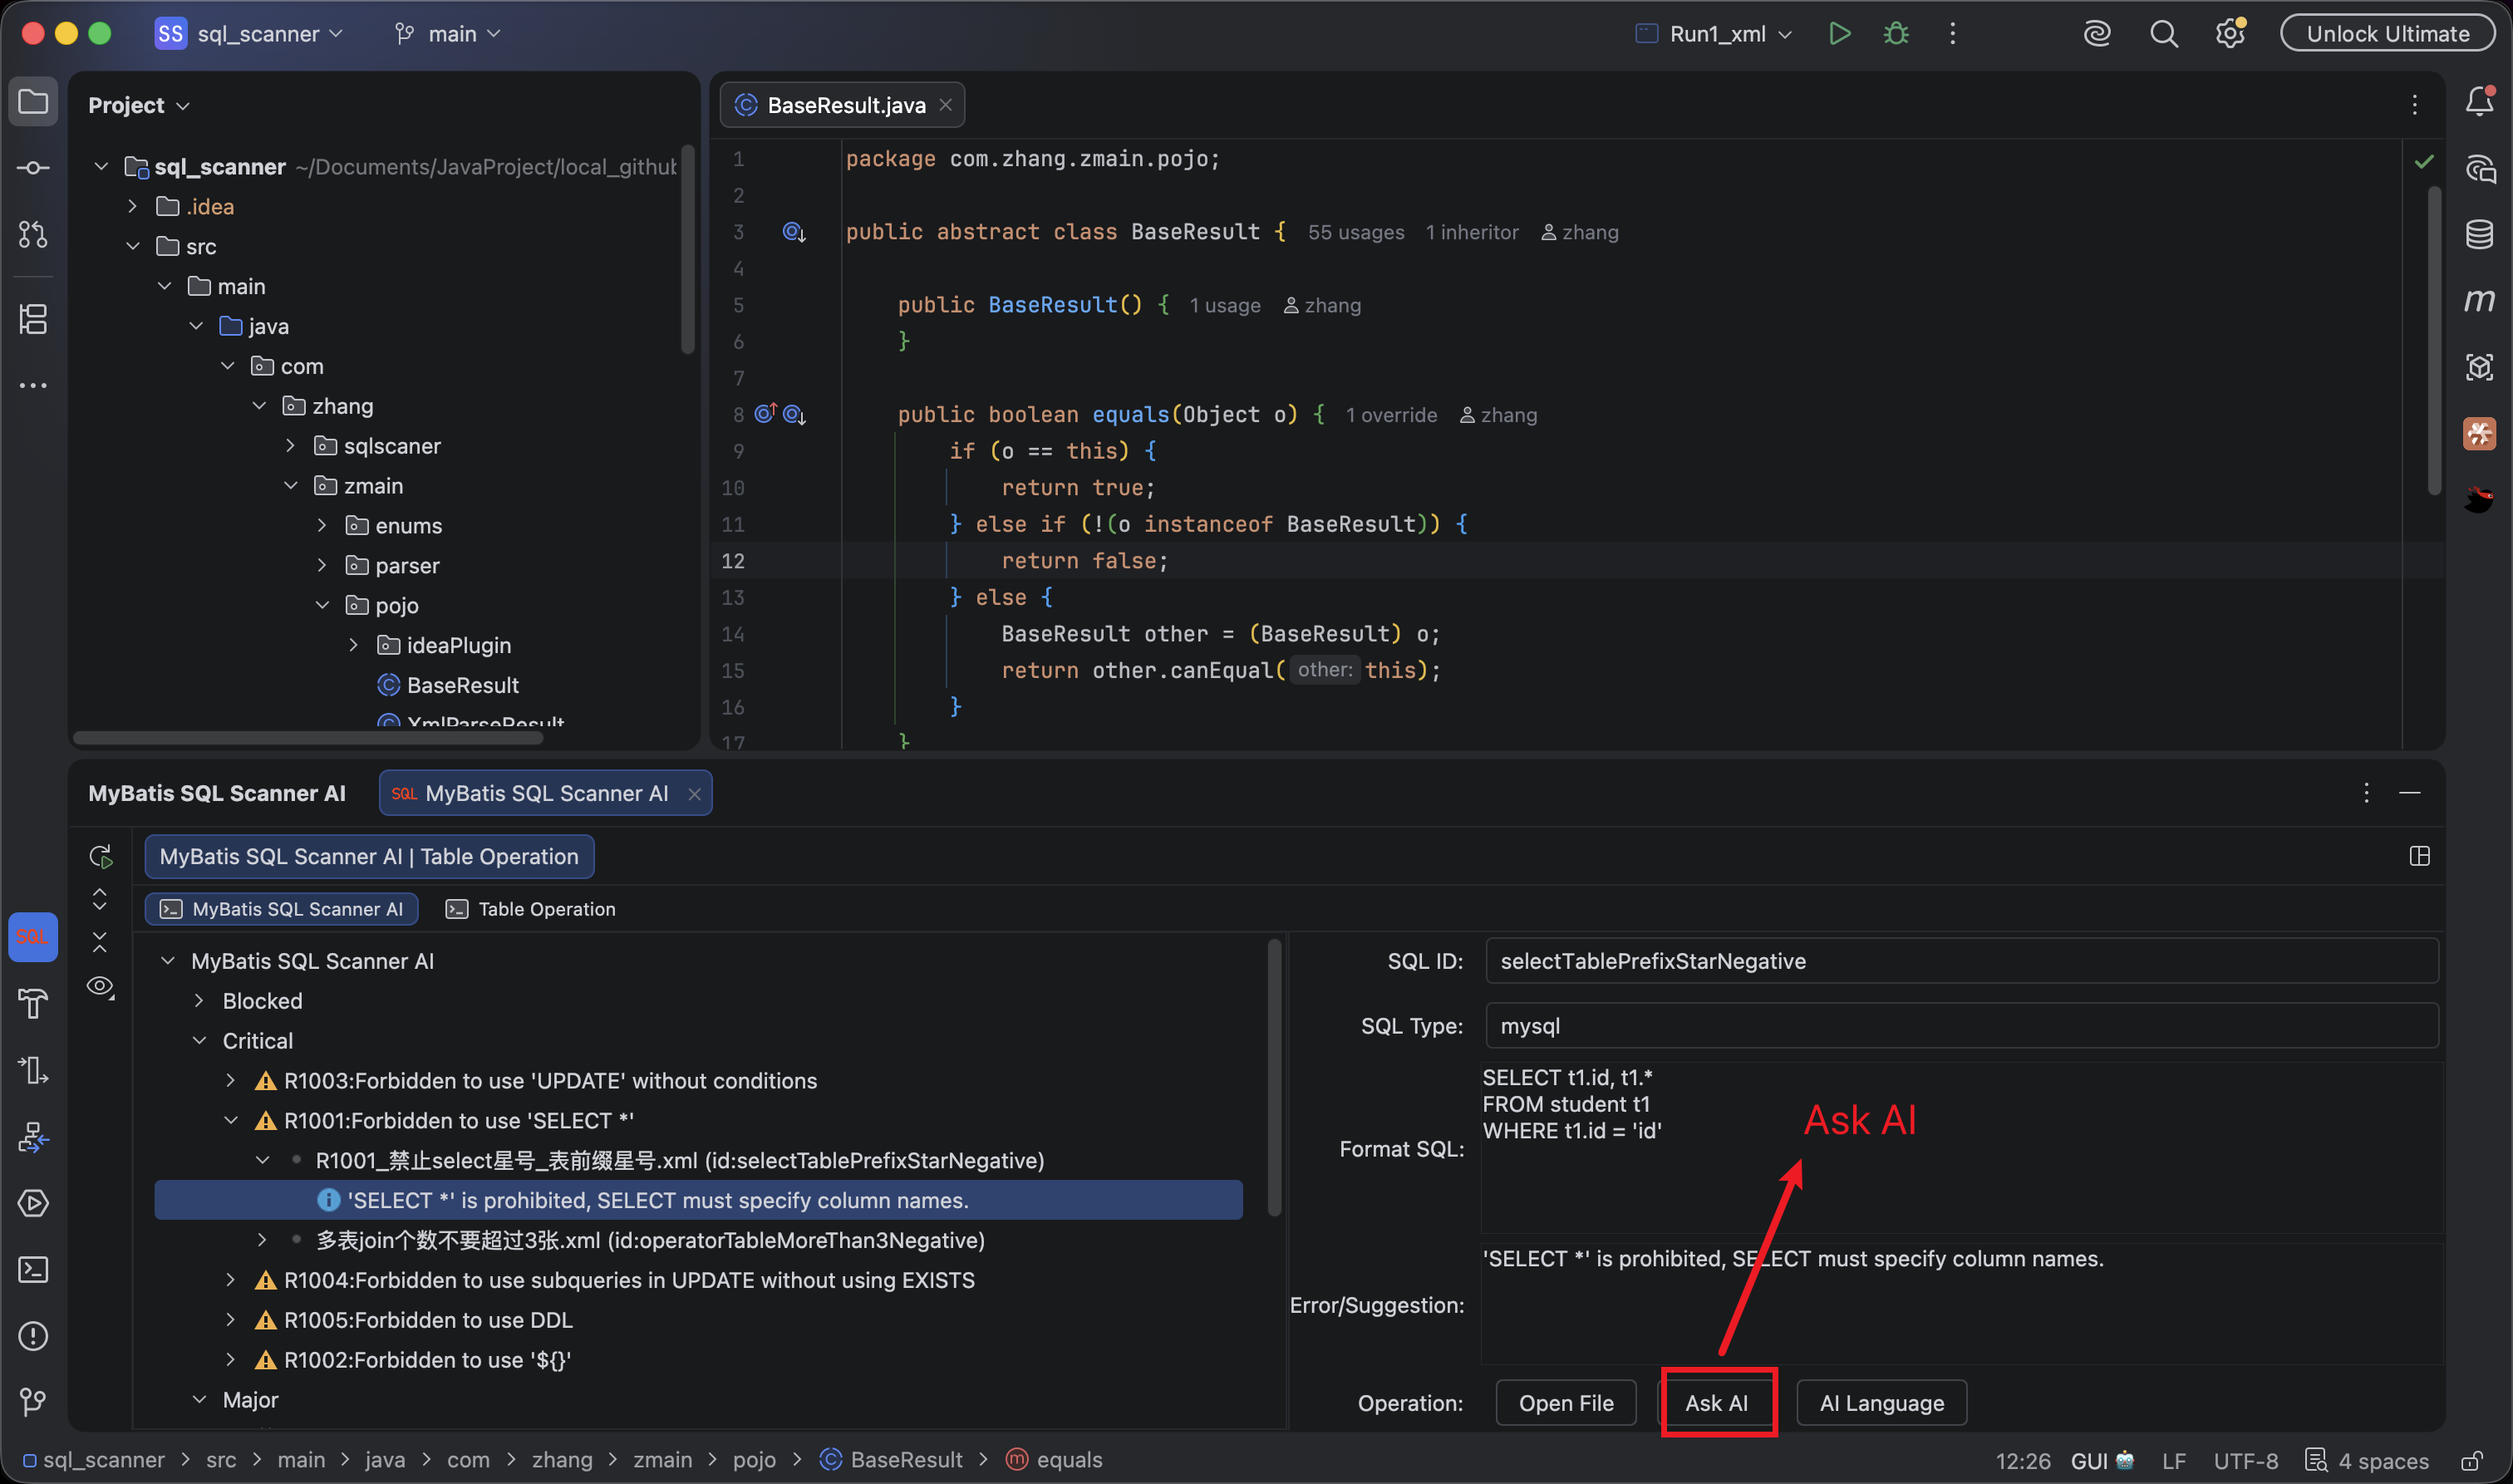 SS sql_scanner
main
Run1_xml
Unlock Ultimate
Project
sql_scanner ~/Documents/JavaProject/local_github
.idea
src
main
java
com
zhang
sqlscaner
zmain
enums
parser
pojo
ideaPlugin
BaseResult
XmlParseResult
BaseResult.java
1 package com.zhang.zmain.pojo;
2
3 public abstract class BaseResult { 55 usages 1 inheritor zhang
4
5 public BaseResult() { 1 usage zhang
6 }
7
8 public boolean equals(Object o) { 1 override zhang
9 if (o == this) {
10 return true;
11 } else if (!(o instanceof BaseResult)) {
12 return false;
13 } else {
14 BaseResult other = (BaseResult) o;
15 return other.canEqual( other: this);
16 }
17 }
MyBatis SQL Scanner AI
SQL MyBatis SQL Scanner AI
MyBatis SQL Scanner AI | Table Operation
MyBatis SQL Scanner AI
Table Operation
SQL
MyBatis SQL Scanner AI
Blocked
Critical
R1003:Forbidden to use 'UPDATE' without conditions
R1001:Forbidden to use 'SELECT *'
R1001_禁止select星号_表前缀星号.xml (id:selectTablePrefixStarNegative)
'SELECT *' is prohibited, SELECT must specify column names.
多表join个数不要超过3张.xml (id:operatorTableMoreThan3Negative)
R1004:Forbidden to use subqueries in UPDATE without using EXISTS
R1005:Forbidden to use DDL
R1002:Forbidden to use '${}'
Major
SQL ID: selectTablePrefixStarNegative
SQL Type: mysql
Format SQL:
SELECT t1.id, t1.*
FROM student t1
WHERE t1.id = 'id'
Ask AI
Error/Suggestion:
'SELECT *' is prohibited, SELECT must specify column names.
Operation: Open File Ask AI AI Language
sql_scanner > src > main > java > com > zhang > zmain > pojo > BaseResult > equals
12:26 GUI LF UTF-8 4 spaces